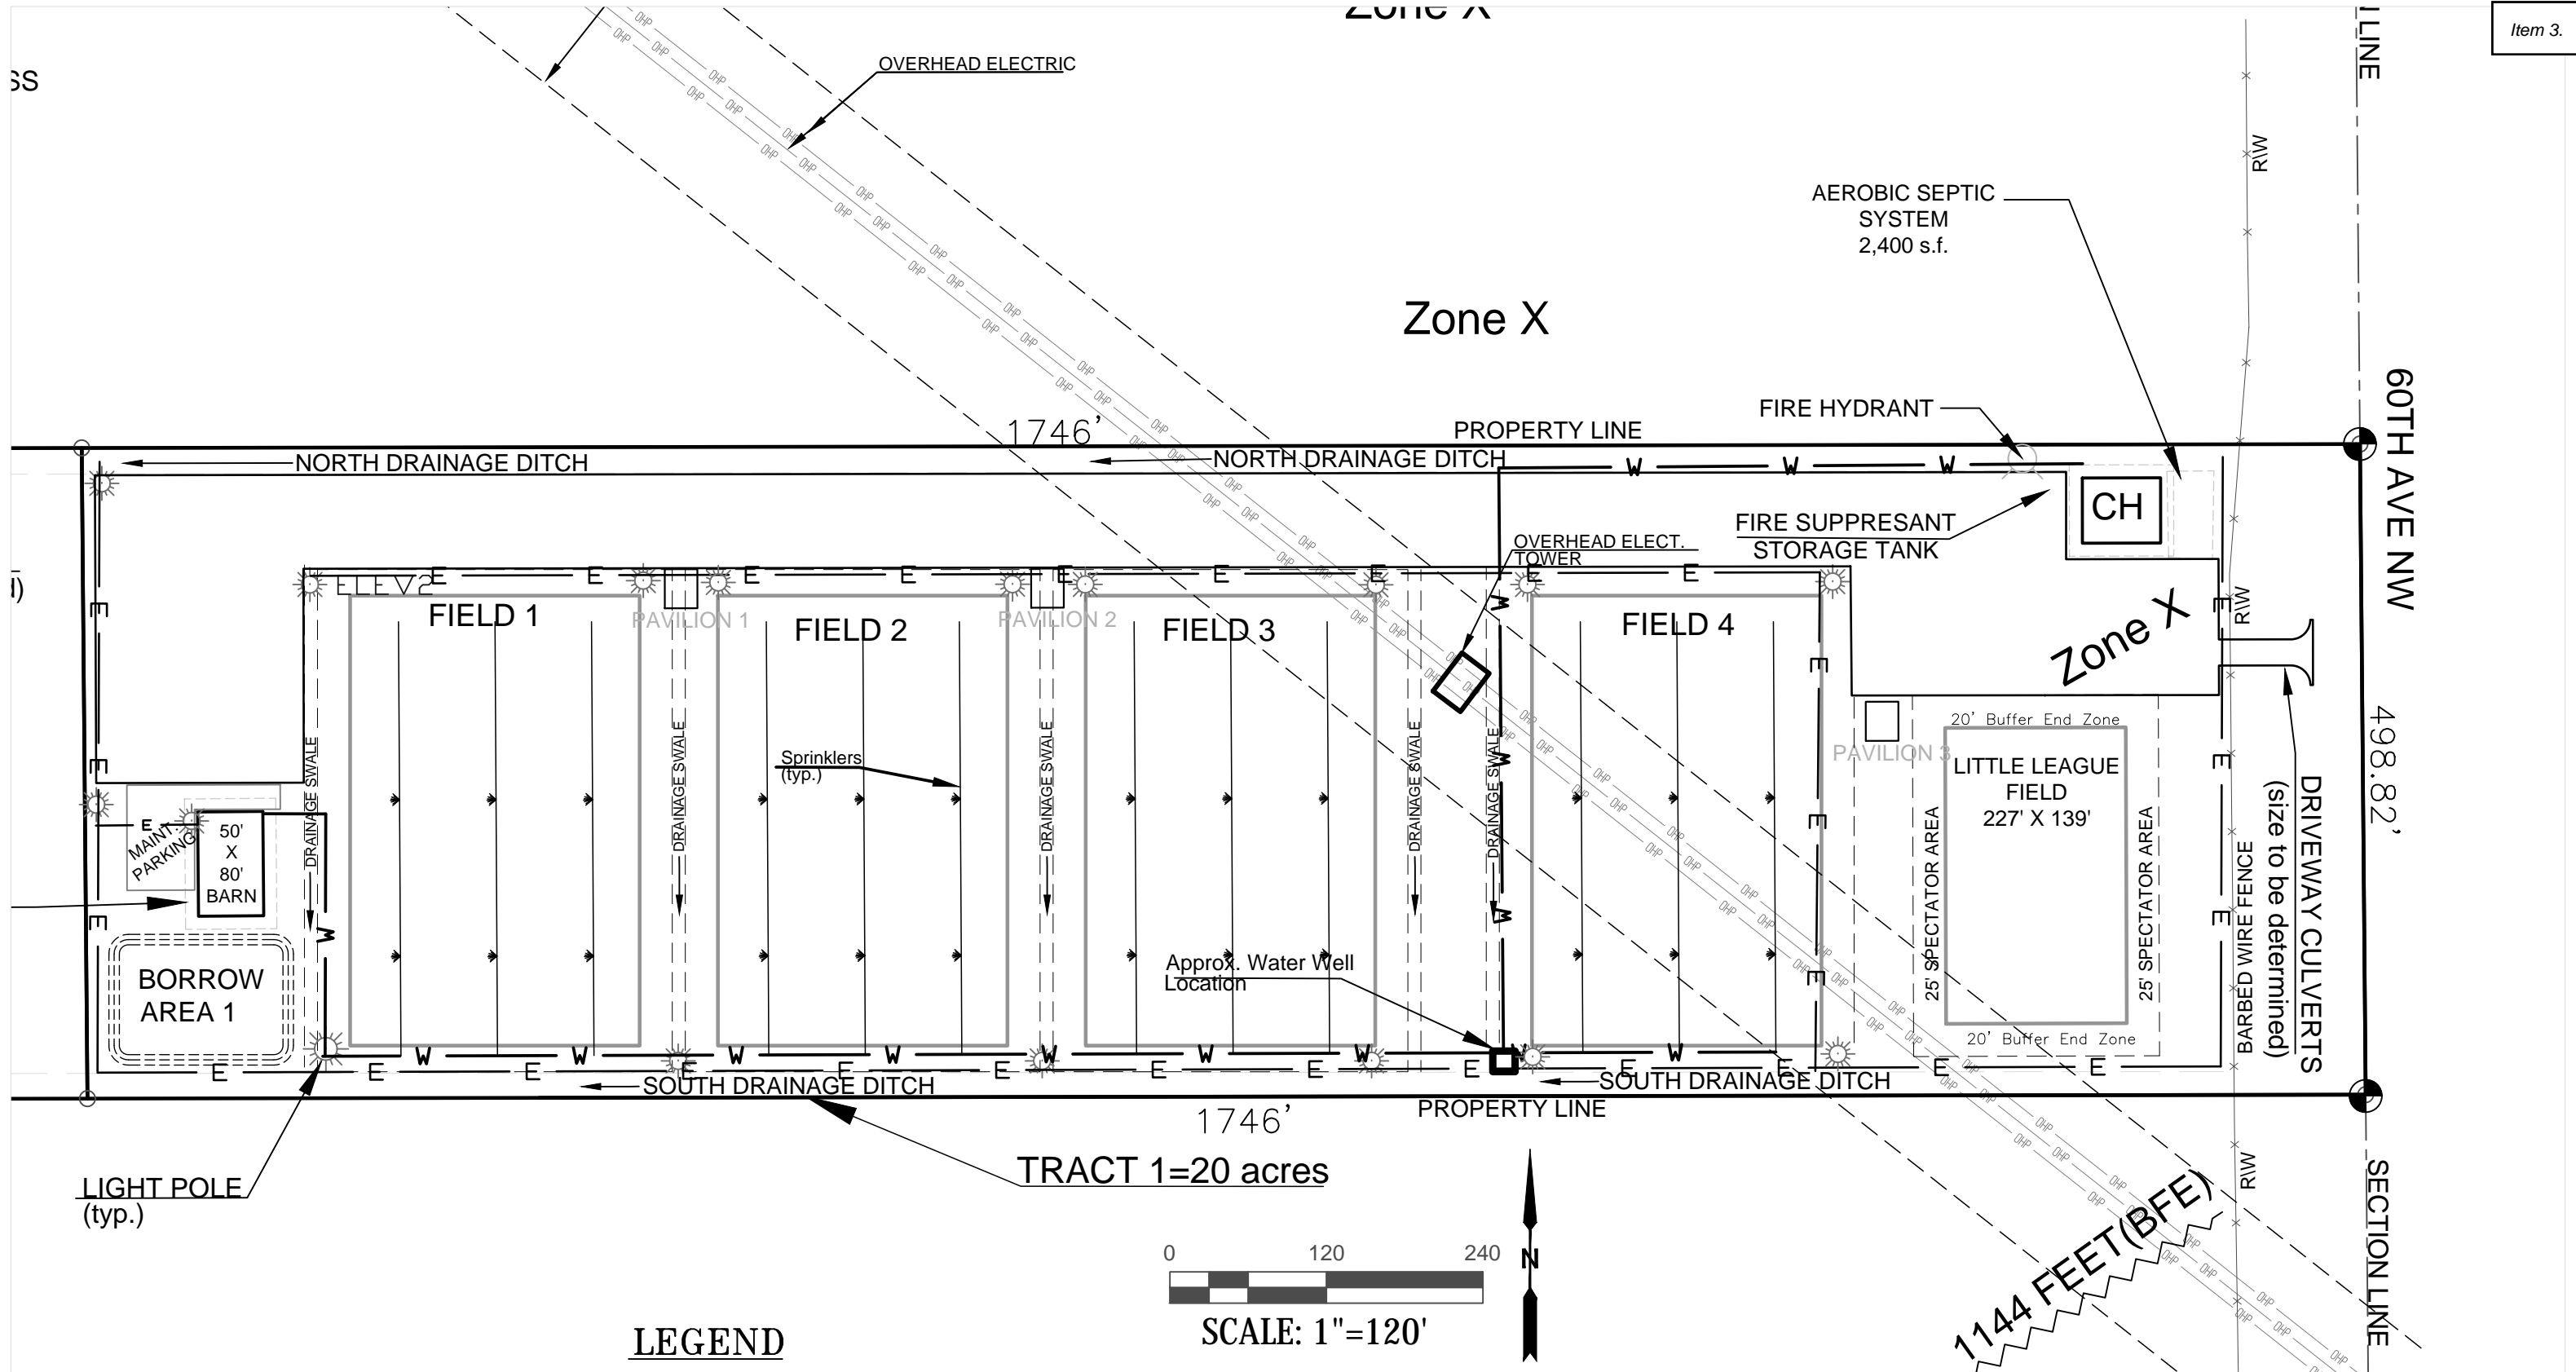 Item 3.
SS
OVERHEAD ELECTRIC
LINE
R\W
AEROBIC SEPTIC
SYSTEM
2,400 s.f.
Zone X
FIRE HYDRANT
60TH AVE NW
1746'
PROPERTY LINE
NORTH DRAINAGE DITCH
NORTH DRAINAGE DITCH
W W W
CH
FIRE SUPPRESANT
STORAGE TANK
OVERHEAD ELECT.
TOWER
ELEV2
E E E E E E E E E
FIELD 1
PAVILION 1
FIELD 2
PAVILION 2
FIELD 3
FIELD 4
Zone X
R\W
498.82'
20' Buffer End Zone
PAVILION 3
LITTLE LEAGUE
FIELD
227' X 139'
25' SPECTATOR AREA
25' SPECTATOR AREA
20' Buffer End Zone
BARBED WIRE FENCE
DRIVEWAY CULVERTS
(size to be determined)
Sprinklers
(typ.)
DRAINAGE SWALE
DRAINAGE SWALE
DRAINAGE SWALE
DRAINAGE SWALE
DRAINAGE SWALE
MAINT.
PARKING
50'
X
80'
BARN
BORROW
AREA 1
Approx. Water Well
Location
W W W W W W W W
E E E E E E E E E E E E E
SOUTH DRAINAGE DITCH
SOUTH DRAINAGE DITCH
PROPERTY LINE
1746'
TRACT 1=20 acres
LIGHT POLE
(typ.)
R\W
SECTION LINE
1144 FEET(BFE)
0 120 240
N
SCALE: 1"=120'
LEGEND
OHP OHP OHP OHP